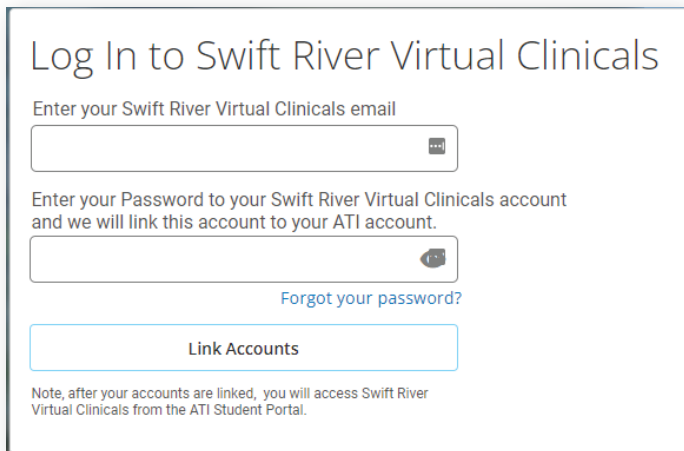 Log In to Swift River Virtual Clinicals
Enter your Swift River Virtual Clinicals email
Enter your Password to your Swift River Virtual Clinicals account
and we will link this account to your ATI account.
Forgot your password?
Link Accounts
Note, after your accounts are linked, you will access Swift River
Virtual Clinicals from the ATI Student Portal.